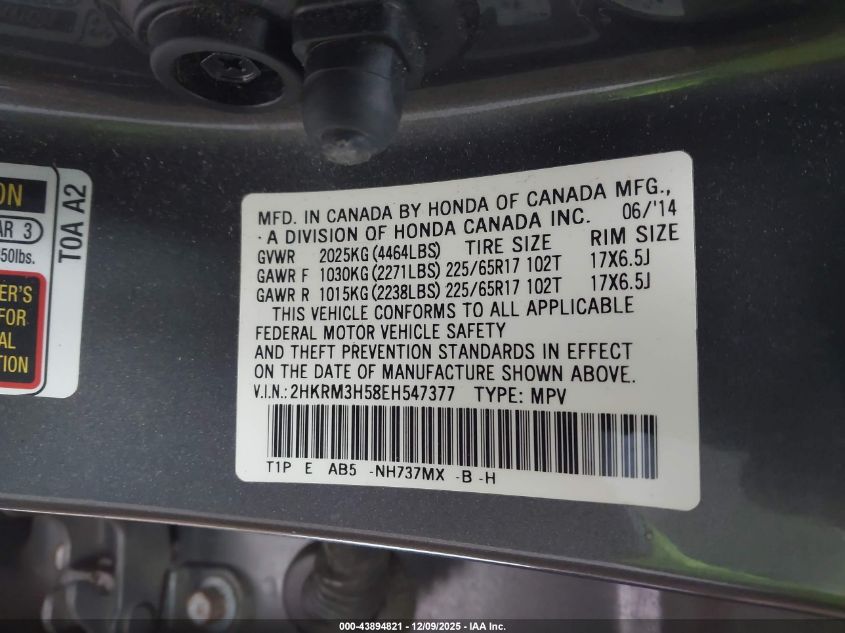 ON
AR 3
50lbs.
ER'S
FOR
AL
TION
TOA A2
MFD. IN CANADA BY HONDA OF CANADA MFG.,
- A DIVISION OF HONDA CANADA INC. 06/'14
GVWR 2025KG (4464LBS) TIRE SIZE RIM SIZE
GAWR F 1030KG (2271LBS) 225/65R17 102T 17X6.5J
GAWR R 1015KG (2238LBS) 225/65R17 102T 17X6.5J
THIS VEHICLE CONFORMS TO ALL APPLICABLE
FEDERAL MOTOR VEHICLE SAFETY
AND THEFT PREVENTION STANDARDS IN EFFECT
ON THE DATE OF MANUFACTURE SHOWN ABOVE.
V.I.N.: 2HKRM3H58EH547377 TYPE: MPV
T1P E AB5 -NH737MX -B -H
000-43894821 - 12/09/2025 - IAA Inc.